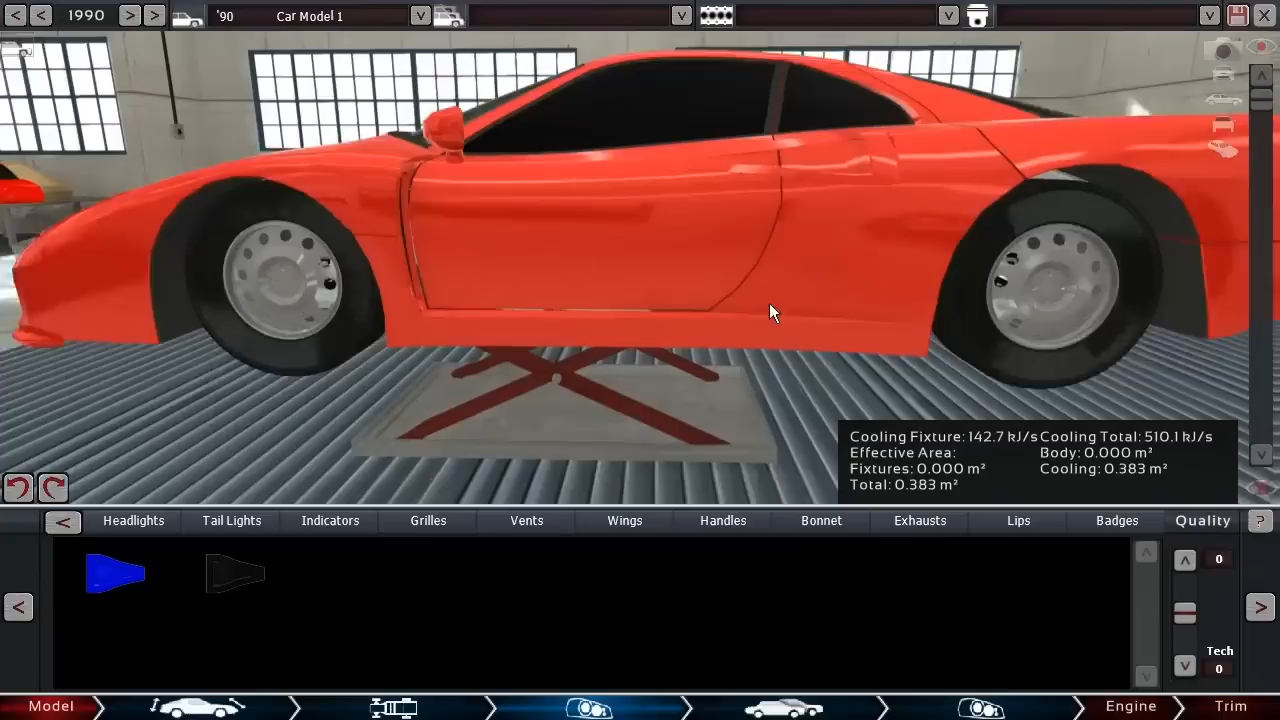 < < 1990 > > '90 Car Model 1 v v v v X
Cooling Fixture: 142.7 kJ/s Cooling Total: 510.1 kJ/s
Effective Area: Body: 0.000 m²
Fixtures: 0.000 m² Cooling: 0.383 m²
Total: 0.383 m²
< Headlights Tail Lights Indicators Grilles Vents Wings Handles Bonnet Exhausts Lips Badges Quality ?
0
< >
Tech
0
Model Engine Trim